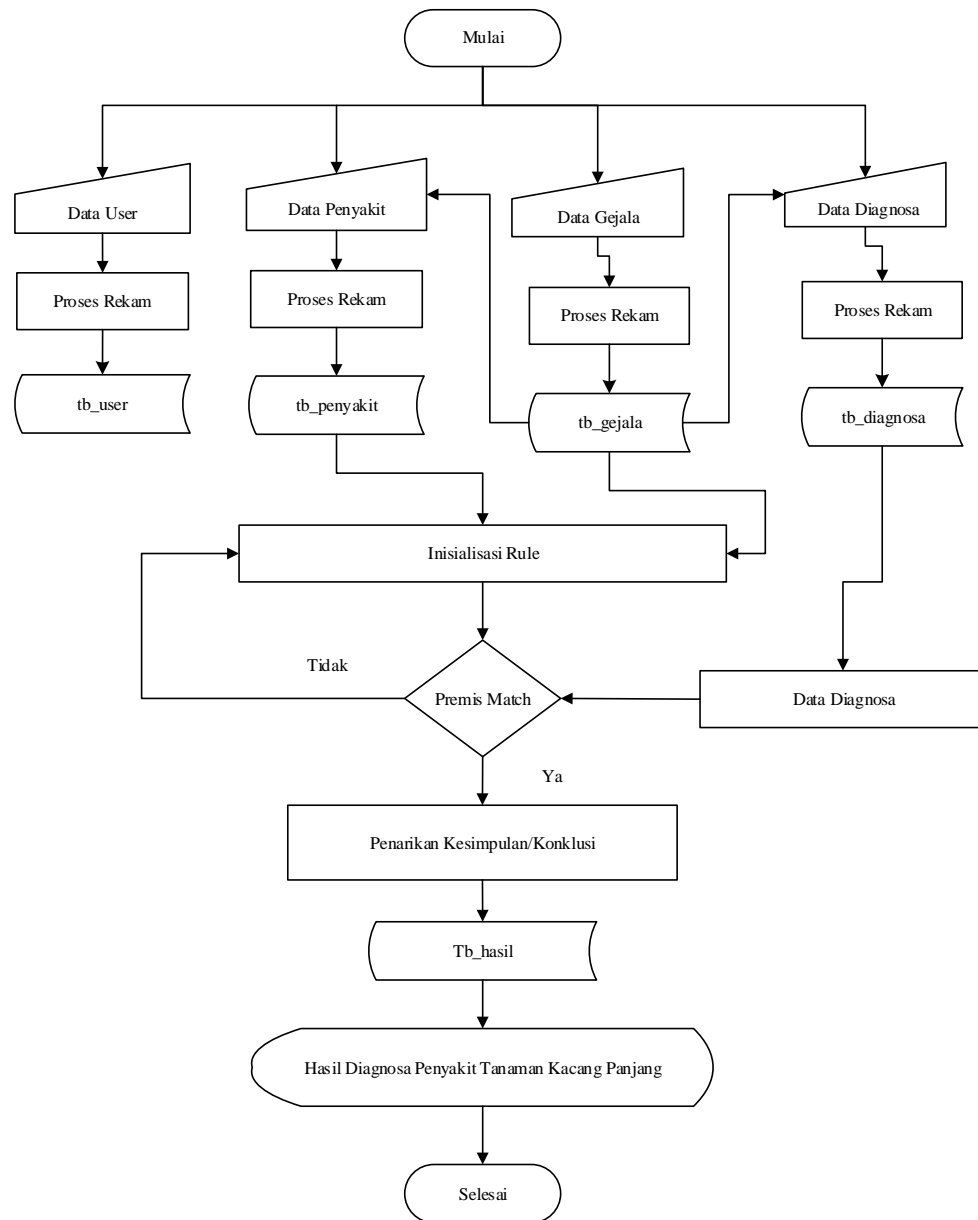 Mulai
Data User
Data Penyakit
Data Gejala
Data Diagnosa
Proses Rekam
Proses Rekam
Proses Rekam
Proses Rekam
tb_user
tb_penyakit
tb_gejala
tb_diagnosa
Inisialisasi Rule
Tidak
Premis Match
Data Diagnosa
Ya
Penarikan Kesimpulan/Konklusi
Tb_hasil
Hasil Diagnosa Penyakit Tanaman Kacang Panjang
Selesai